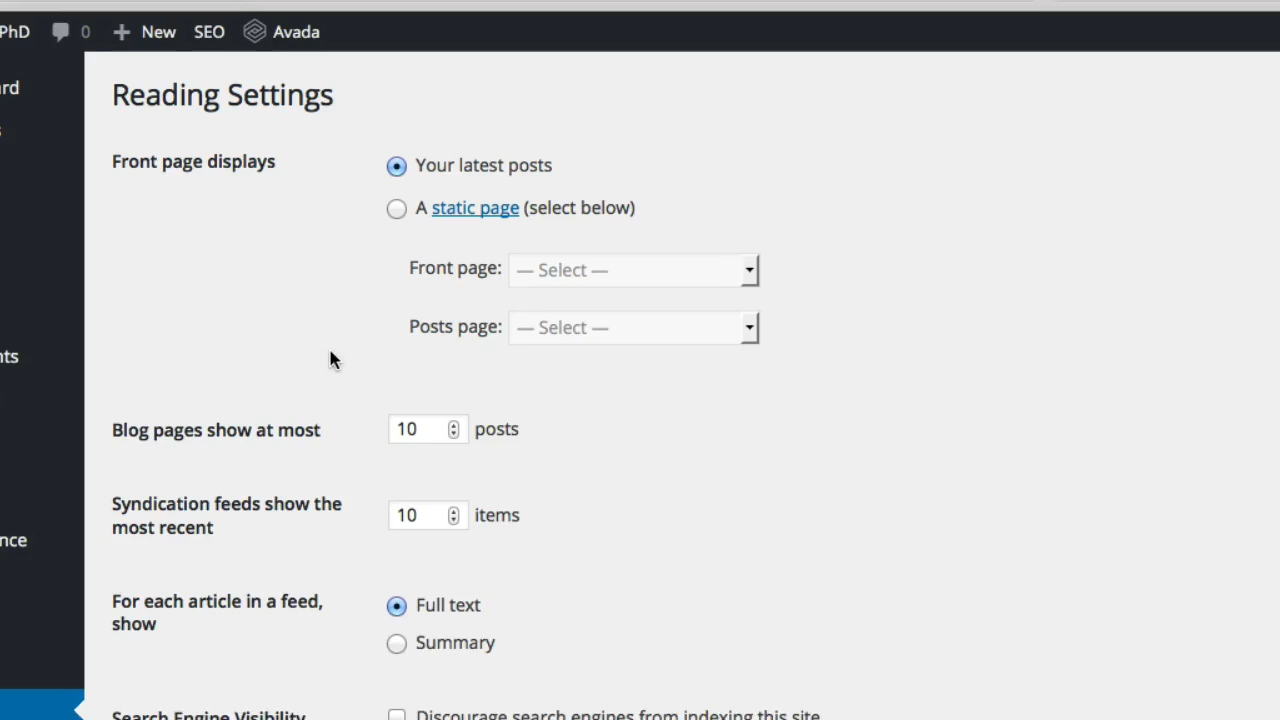 PhD 0 + New SEO Avada
rd
s
Reading Settings
Front page displays
Your latest posts
A static page (select below)
Front page: — Select —
Posts page: — Select —
nts
Blog pages show at most 10 posts
Syndication feeds show the
most recent
10 items
nce
For each article in a feed,
show
Full text
Summary
Search Engine Visibility Discourage search engines from indexing this site